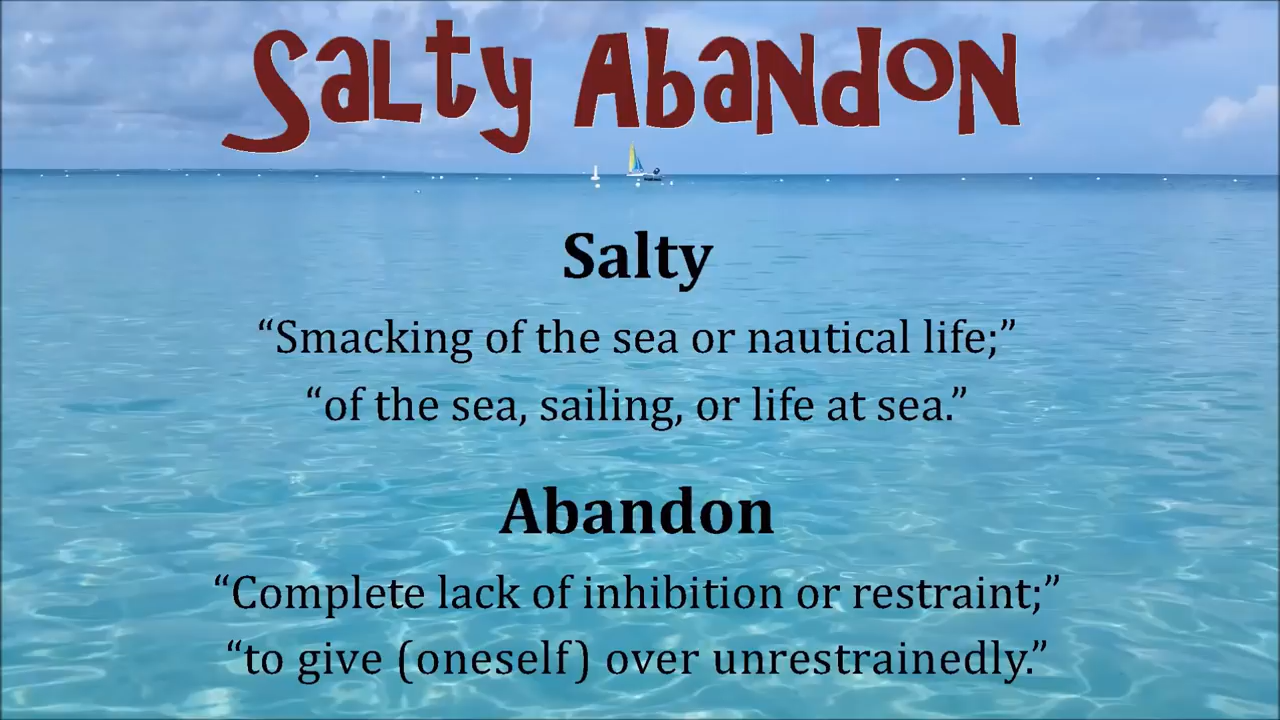 Salty Abandon
Salty
“Smacking of the sea or nautical life;”
“of the sea, sailing, or life at sea.”
Abandon
“Complete lack of inhibition or restraint;”
“to give (oneself) over unrestrainedly.”